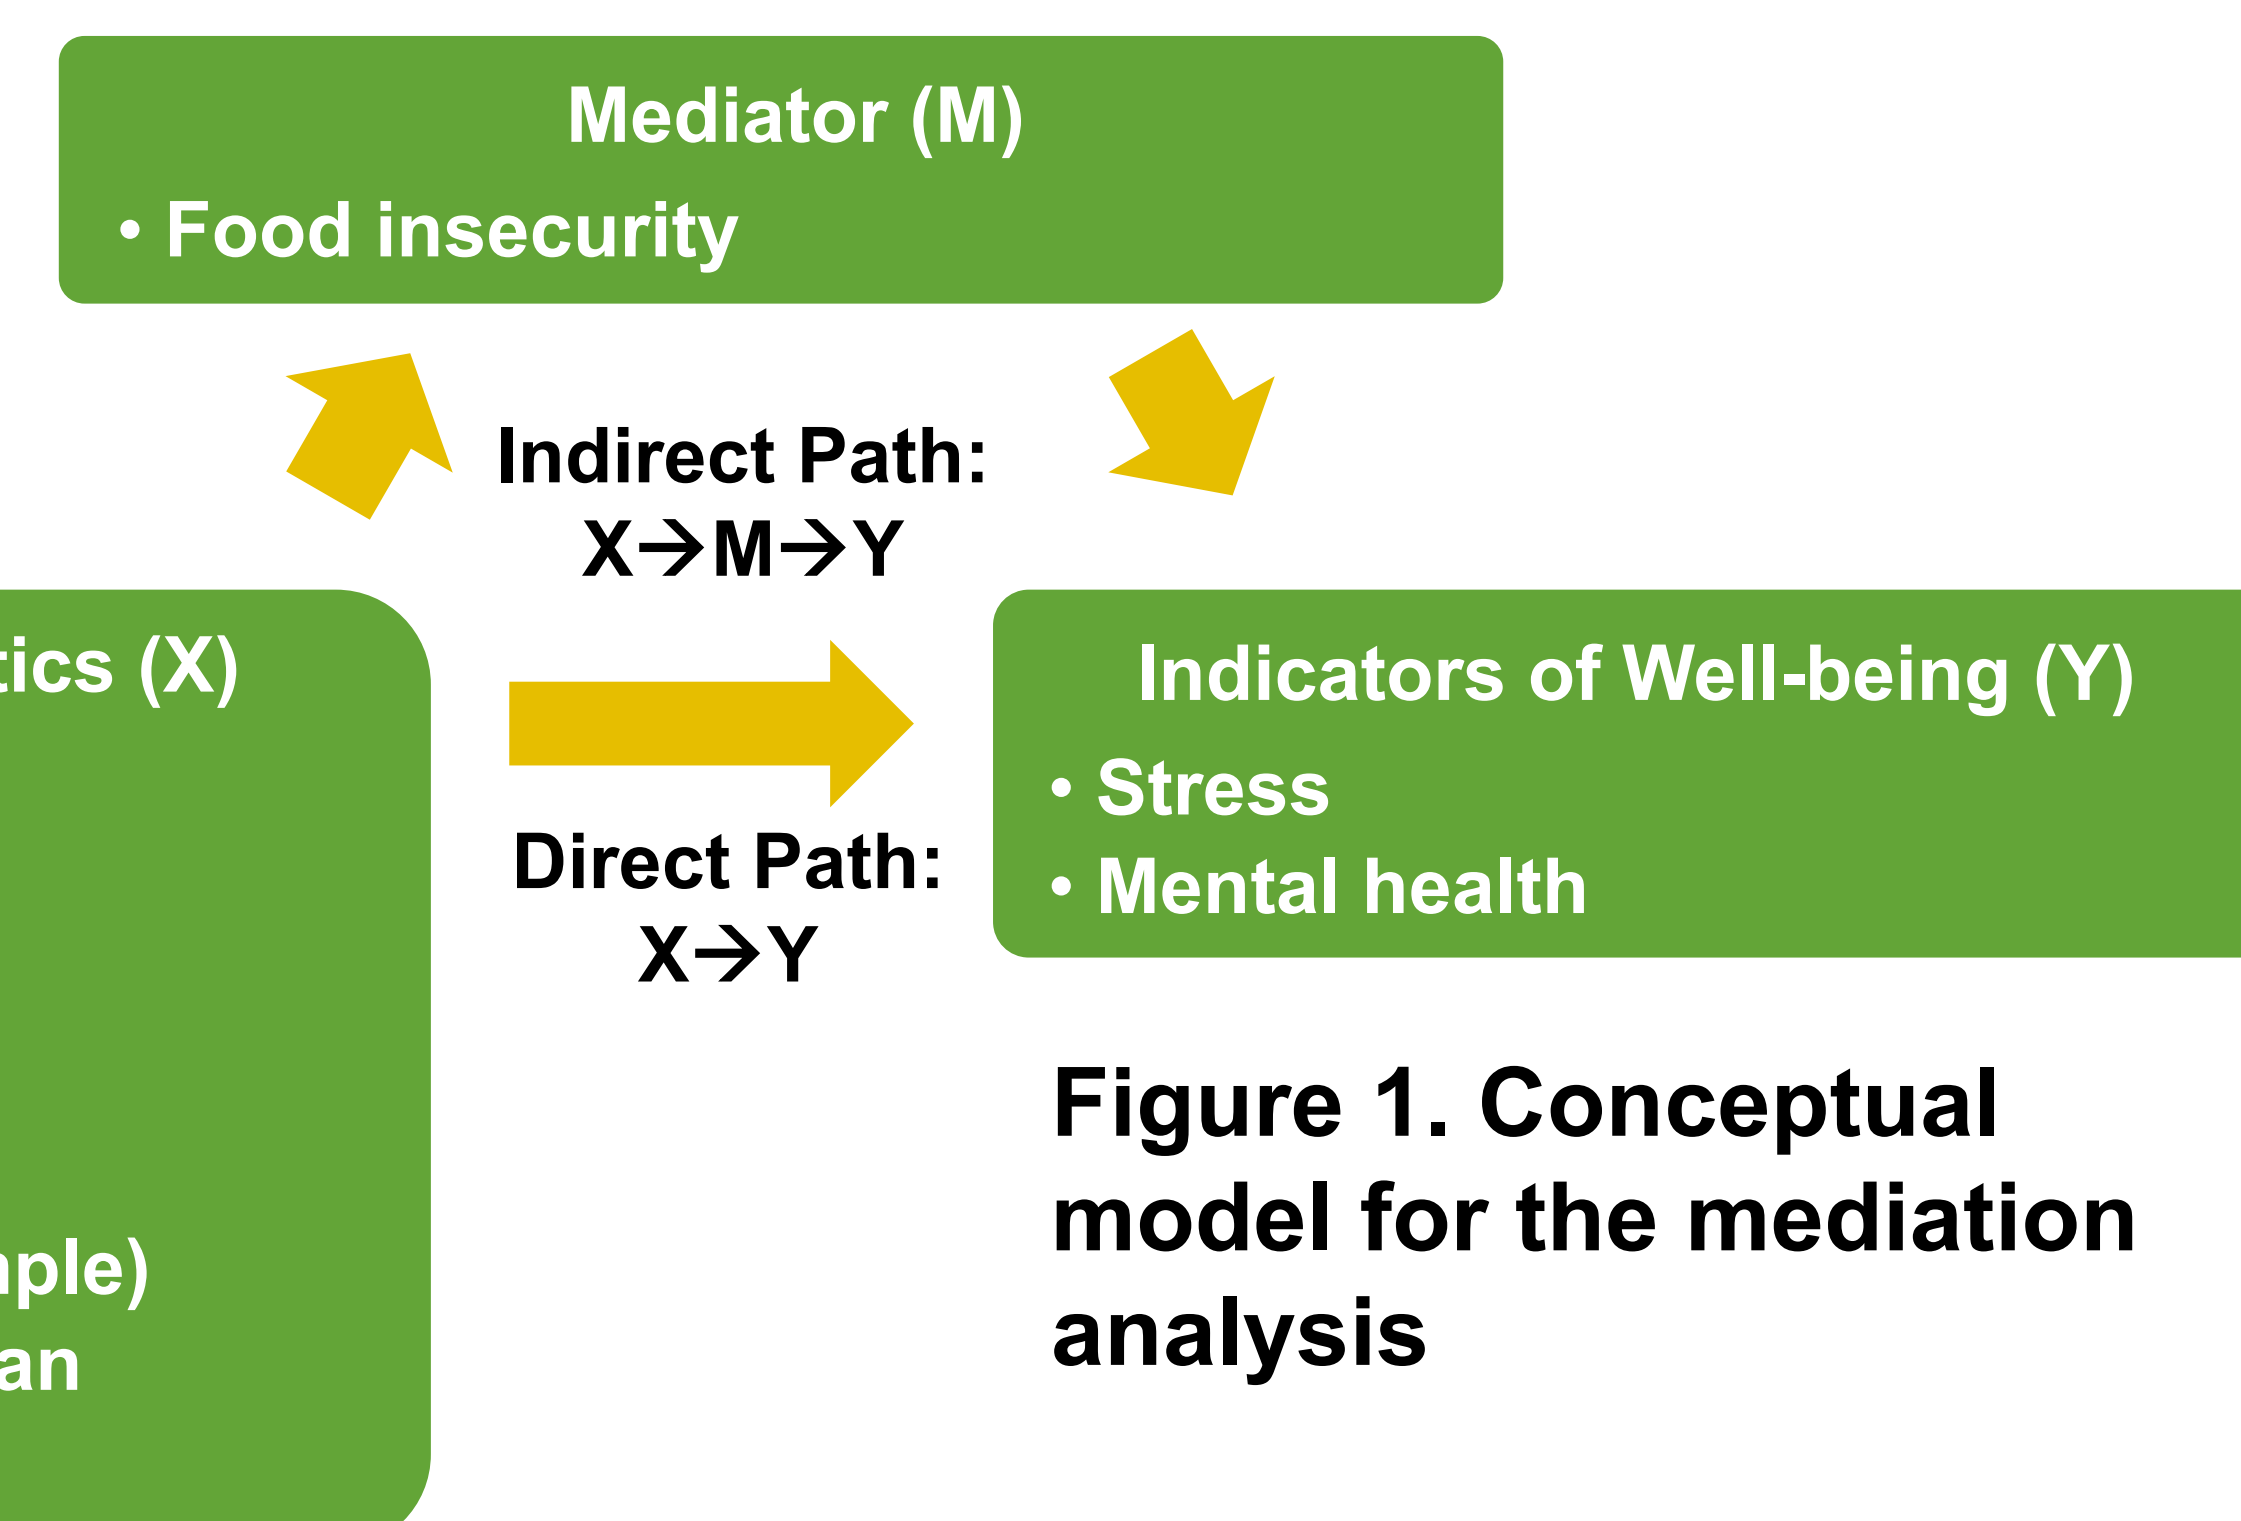 Mediator (M)
• Food insecurity
Indirect Path:
X→M→Y
tics (X)
Indicators of Well-being (Y)
• Stress
• Mental health
Direct Path:
X→Y
Figure 1. Conceptual
model for the mediation
analysis
ple)
an